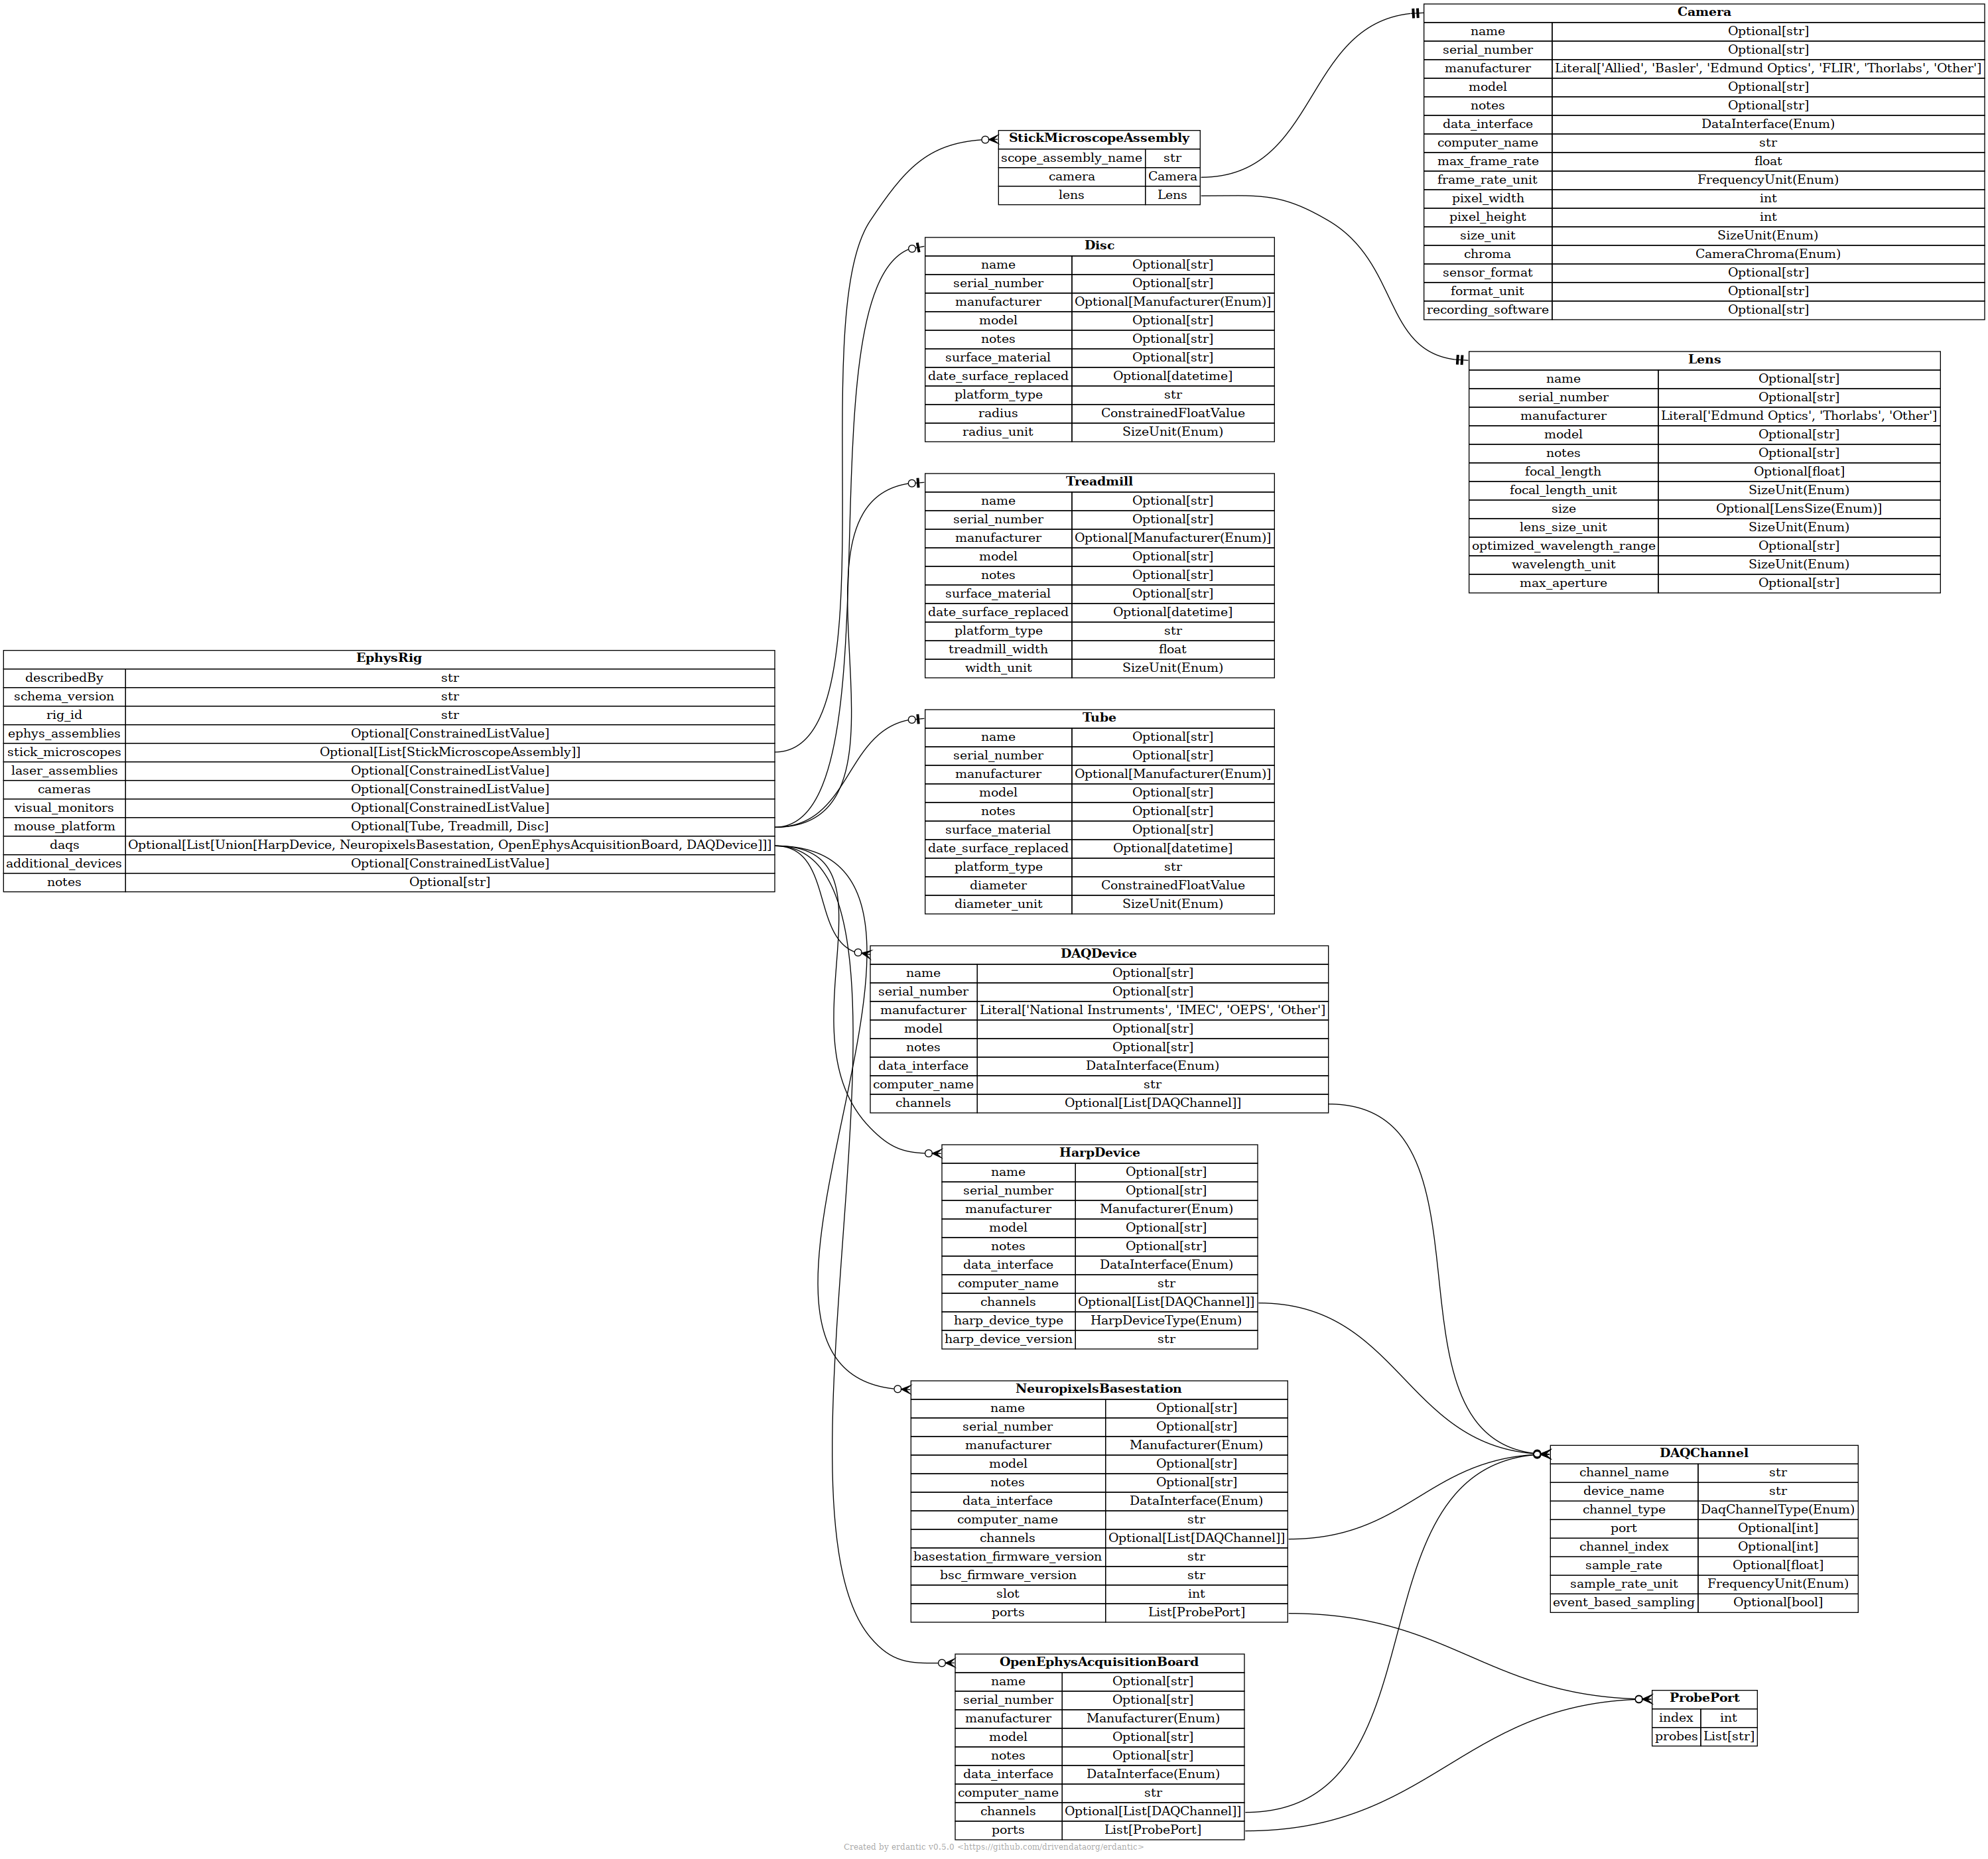 Camera
name Optional[str]
serial_number Optional[str]
manufacturer Literal['Allied', 'Basler', 'Edmund Optics', 'FLIR', 'Thorlabs', 'Other']
model Optional[str]
notes Optional[str]
data_interface DataInterface(Enum)
computer_name str
max_frame_rate float
frame_rate_unit FrequencyUnit(Enum)
pixel_width int
pixel_height int
size_unit SizeUnit(Enum)
chroma CameraChroma(Enum)
sensor_format Optional[str]
format_unit Optional[str]
recording_software Optional[str]
StickMicroscopeAssembly
scope_assembly_name str
camera Camera
lens Lens
Disc
name Optional[str]
serial_number Optional[str]
manufacturer Optional[Manufacturer(Enum)]
model Optional[str]
notes Optional[str]
surface_material Optional[str]
date_surface_replaced Optional[datetime]
platform_type str
radius ConstrainedFloatValue
radius_unit SizeUnit(Enum)
Lens
name Optional[str]
serial_number Optional[str]
manufacturer Literal['Edmund Optics', 'Thorlabs', 'Other']
model Optional[str]
notes Optional[str]
focal_length Optional[float]
focal_length_unit SizeUnit(Enum)
size Optional[LensSize(Enum)]
lens_size_unit SizeUnit(Enum)
optimized_wavelength_range Optional[str]
wavelength_unit SizeUnit(Enum)
max_aperture Optional[str]
Treadmill
name Optional[str]
serial_number Optional[str]
manufacturer Optional[Manufacturer(Enum)]
model Optional[str]
notes Optional[str]
surface_material Optional[str]
date_surface_replaced Optional[datetime]
platform_type str
treadmill_width float
width_unit SizeUnit(Enum)
EphysRig
describedBy str
schema_version str
rig_id str
ephys_assemblies Optional[ConstrainedListValue]
stick_microscopes Optional[List[StickMicroscopeAssembly]]
laser_assemblies Optional[ConstrainedListValue]
cameras Optional[ConstrainedListValue]
visual_monitors Optional[ConstrainedListValue]
mouse_platform Optional[Tube, Treadmill, Disc]
daqs Optional[List[Union[HarpDevice, NeuropixelsBasestation, OpenEphysAcquisitionBoard, DAQDevice]]]
additional_devices Optional[ConstrainedListValue]
notes Optional[str]
Tube
name Optional[str]
serial_number Optional[str]
manufacturer Optional[Manufacturer(Enum)]
model Optional[str]
notes Optional[str]
surface_material Optional[str]
date_surface_replaced Optional[datetime]
platform_type str
diameter ConstrainedFloatValue
diameter_unit SizeUnit(Enum)
DAQDevice
name Optional[str]
serial_number Optional[str]
manufacturer Literal['National Instruments', 'IMEC', 'OEPS', 'Other']
model Optional[str]
notes Optional[str]
data_interface DataInterface(Enum)
computer_name str
channels Optional[List[DAQChannel]]
HarpDevice
name Optional[str]
serial_number Optional[str]
manufacturer Manufacturer(Enum)
model Optional[str]
notes Optional[str]
data_interface DataInterface(Enum)
computer_name str
channels Optional[List[DAQChannel]]
harp_device_type HarpDeviceType(Enum)
harp_device_version str
NeuropixelsBasestation
name Optional[str]
serial_number Optional[str]
manufacturer Manufacturer(Enum)
model Optional[str]
notes Optional[str]
data_interface DataInterface(Enum)
computer_name str
channels Optional[List[DAQChannel]]
basestation_firmware_version str
bsc_firmware_version str
slot int
ports List[ProbePort]
DAQChannel
channel_name str
device_name str
channel_type DaqChannelType(Enum)
port Optional[int]
channel_index Optional[int]
sample_rate Optional[float]
sample_rate_unit FrequencyUnit(Enum)
event_based_sampling Optional[bool]
OpenEphysAcquisitionBoard
name Optional[str]
serial_number Optional[str]
manufacturer Manufacturer(Enum)
model Optional[str]
notes Optional[str]
data_interface DataInterface(Enum)
computer_name str
channels Optional[List[DAQChannel]]
ports List[ProbePort]
ProbePort
index int
probes List[str]
Created by erdantic v0.5.0 <https://github.com/drivendataorg/erdantic>